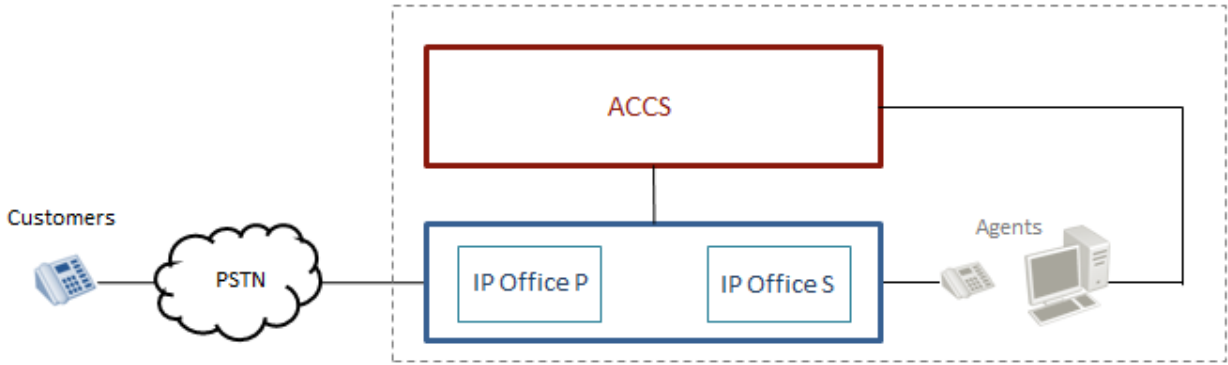 ACCS
Customers
PSTN
IP Office P
IP Office S
Agents